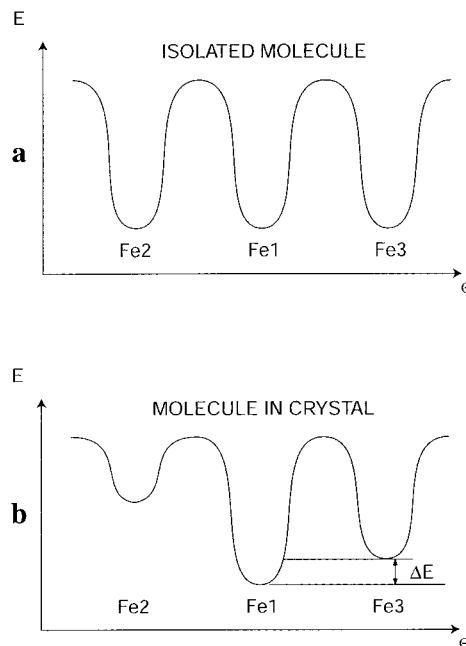 E
ISOLATED MOLECULE
a
Fe2 Fe1 Fe3
ϵ
E
MOLECULE IN CRYSTAL
b
ΔE
Fe2 Fe1 Fe3
ϵ